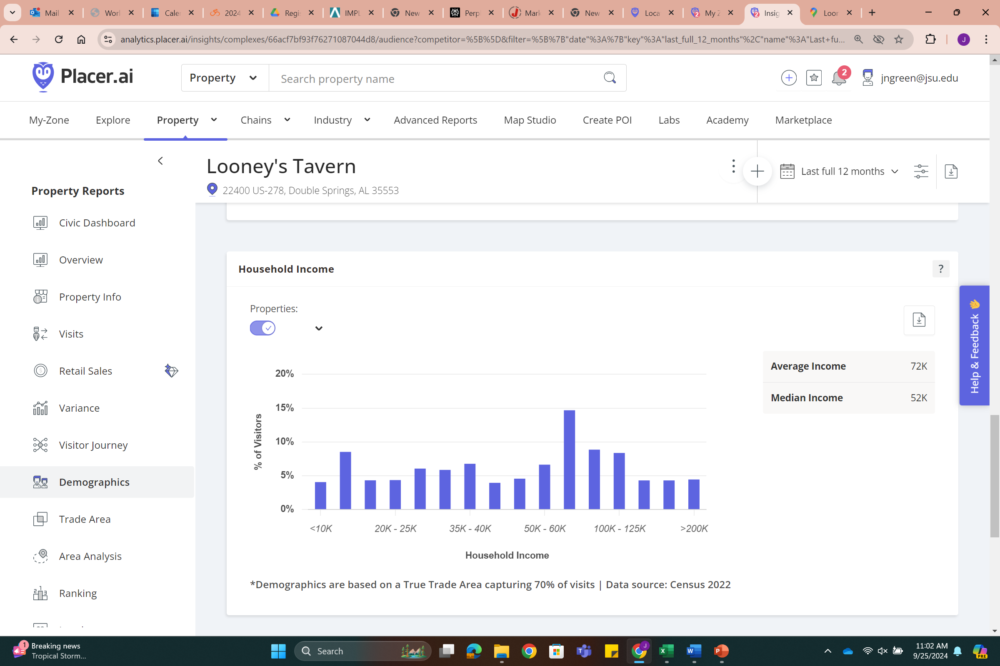 Mail
Worl
Caler
2024
Regis
IMPL
New
Perp
Mark
New
Loca
My Z
Insig
Loor
analytics.placer.ai/insights/complexes/66acf7bf93f76271087044d8/audience?competitor=%5B%5D&filter=%5B%7B"date"%3A%7B"key"%3A"last_full_12_months"%2C"name"%3A"Last+fu...
J
Placer.ai
Property
Search property name
2
jngreen@jsu.edu
My-Zone
Explore
Property
Chains
Industry
Advanced Reports
Map Studio
Create POI
Labs
Academy
Marketplace
Looney's Tavern
22400 US-278, Double Springs, AL 35553
Last full 12 months
Property Reports
Civic Dashboard
Overview
Property Info
Visits
Retail Sales
Variance
Visitor Journey
Demographics
Trade Area
Area Analysis
Ranking
Household Income
?
Properties:
Help & Feedback
Average Income 72K
Median Income 52K
20%
15%
10%
5%
0%
% of Visitors
<10K
20K - 25K
35K - 40K
50K - 60K
100K - 125K
>200K
Household Income
*Demographics are based on a True Trade Area capturing 70% of visits | Data source: Census 2022
1
Breaking news
Tropical Storm...
Search
J
11:02 AM
9/25/2024
PRE